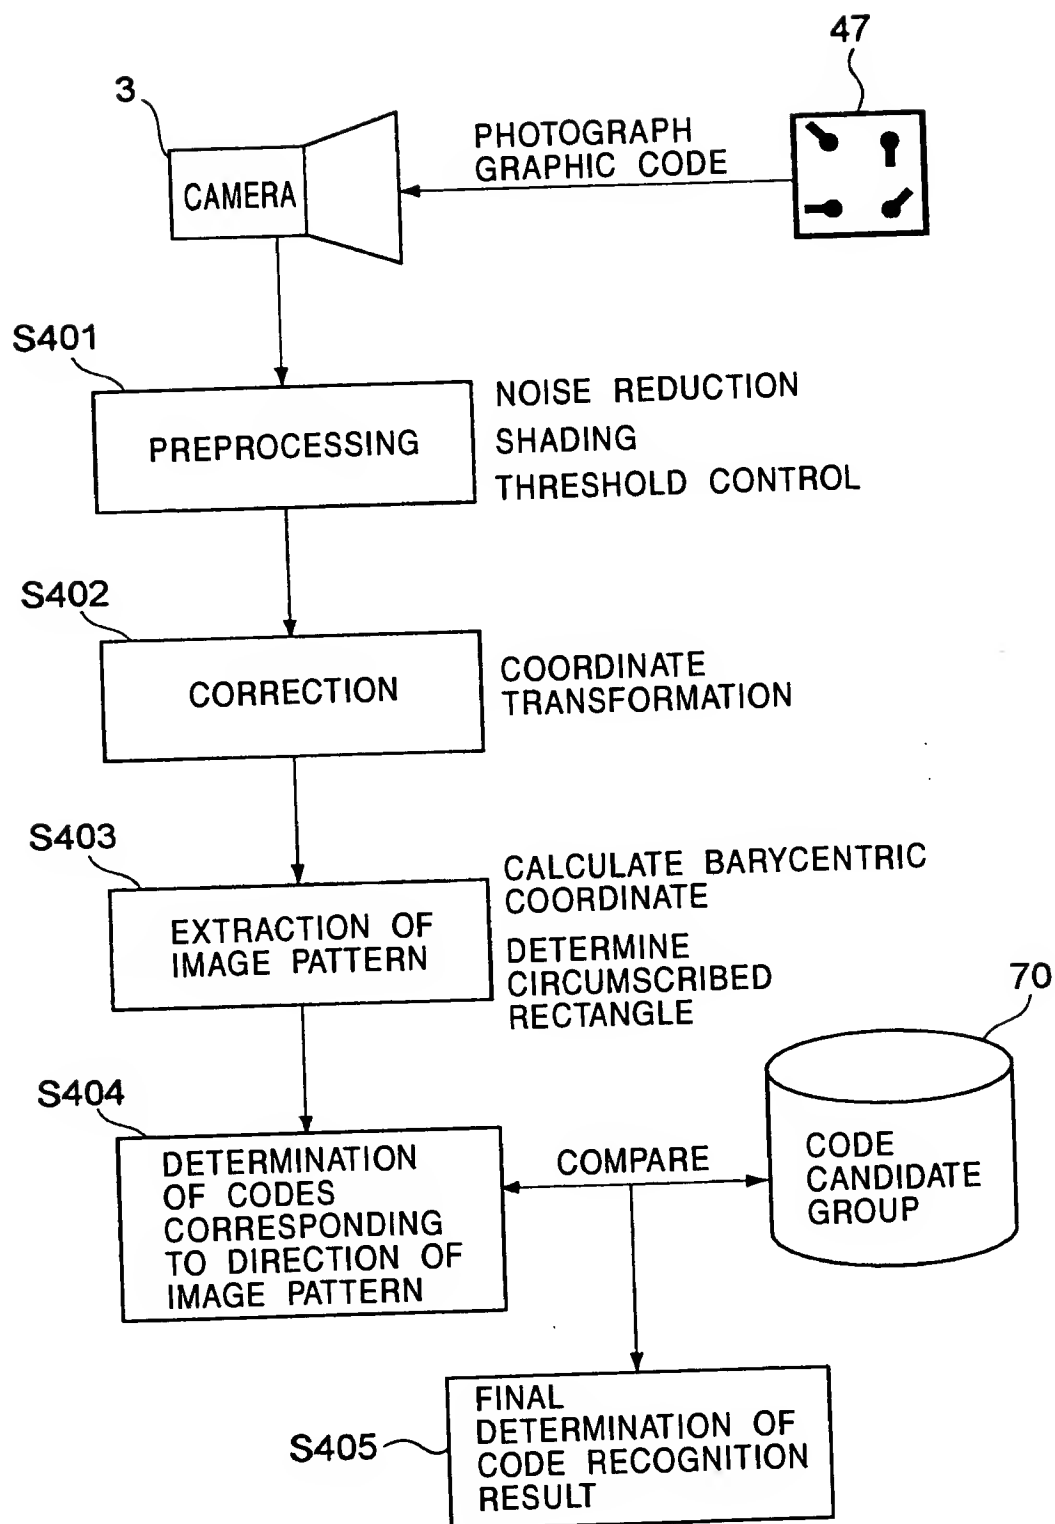 47
3
PHOTOGRAPH
GRAPHIC CODE
CAMERA
S401
PREPROCESSING
NOISE REDUCTION
SHADING
THRESHOLD CONTROL
S402
CORRECTION
COORDINATE
TRANSFORMATION
S403
EXTRACTION OF
IMAGE PATTERN
CALCULATE BARYCENTRIC
COORDINATE
DETERMINE
CIRCUMSCRIBED
RECTANGLE
70
S404
DETERMINATION
OF CODES
CORRESPONDING
TO DIRECTION OF
IMAGE PATTERN
COMPARE
CODE
CANDIDATE
GROUP
S405
FINAL
DETERMINATION OF
CODE RECOGNITION
RESULT